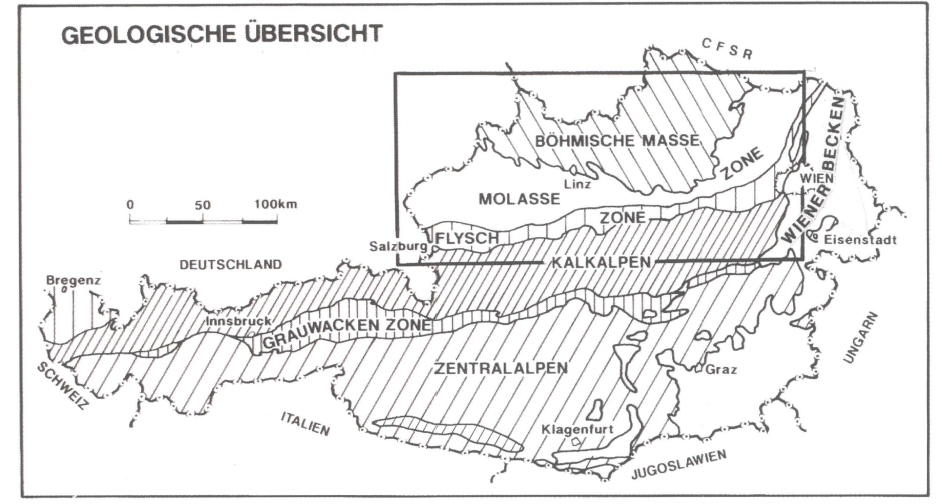 GEOLOGISCHE ÜBERSICHT
CFSR
BÖHMISCHE MASSE
Linz
MOLASSE
ZONE
WIEN
WIENER BECKEN
0 50 100km
ZONE
FLYSCH
Salzburg
Eisenstadt
KALKALPEN
DEUTSCHLAND
Bregenz
Innsbruck
GRAUWACKEN ZONE
ZENTRALALPEN
Graz
UNGARN
SCHWEIZ
ITALIEN
Klagenfurt
JUGOSLAWIEN